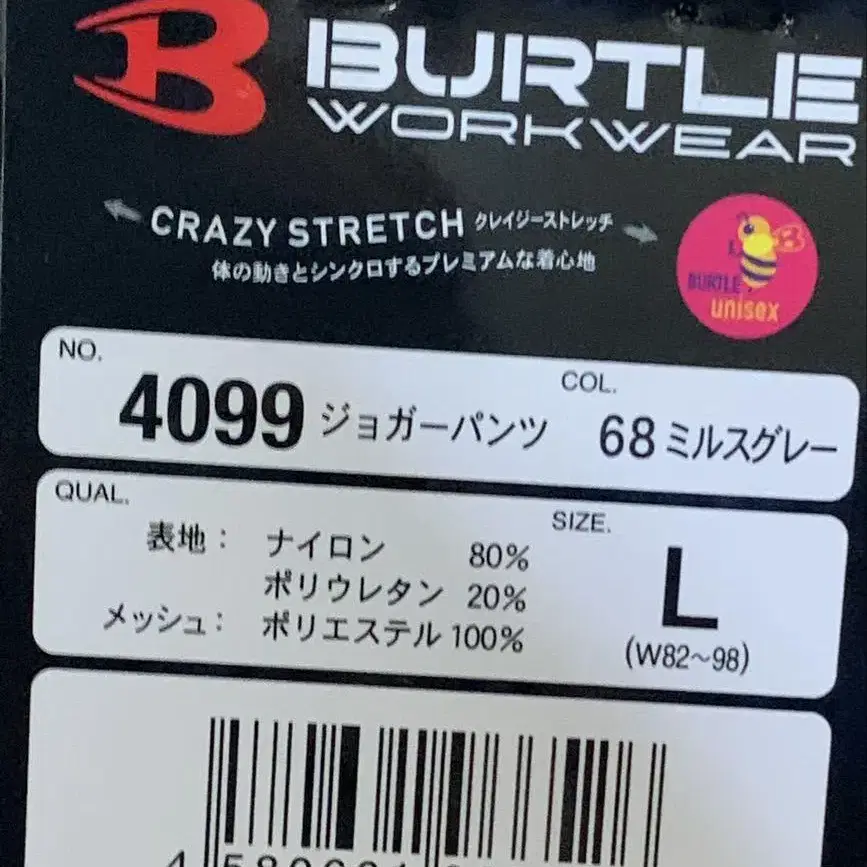 BURTLE
WORKWEAR
CRAZY STRETCH クレイジーストレッチ
体の動きとシンクロするプレミアムな着心地
BURTLE
unisex
NO.
4099 ジョガーパンツ
COL.
68 ミルスグレー
QUAL.
表地： ナイロン 80%
ポリウレタン 20%
メッシュ： ポリエステル 100%
SIZE.
L
(W82~98)